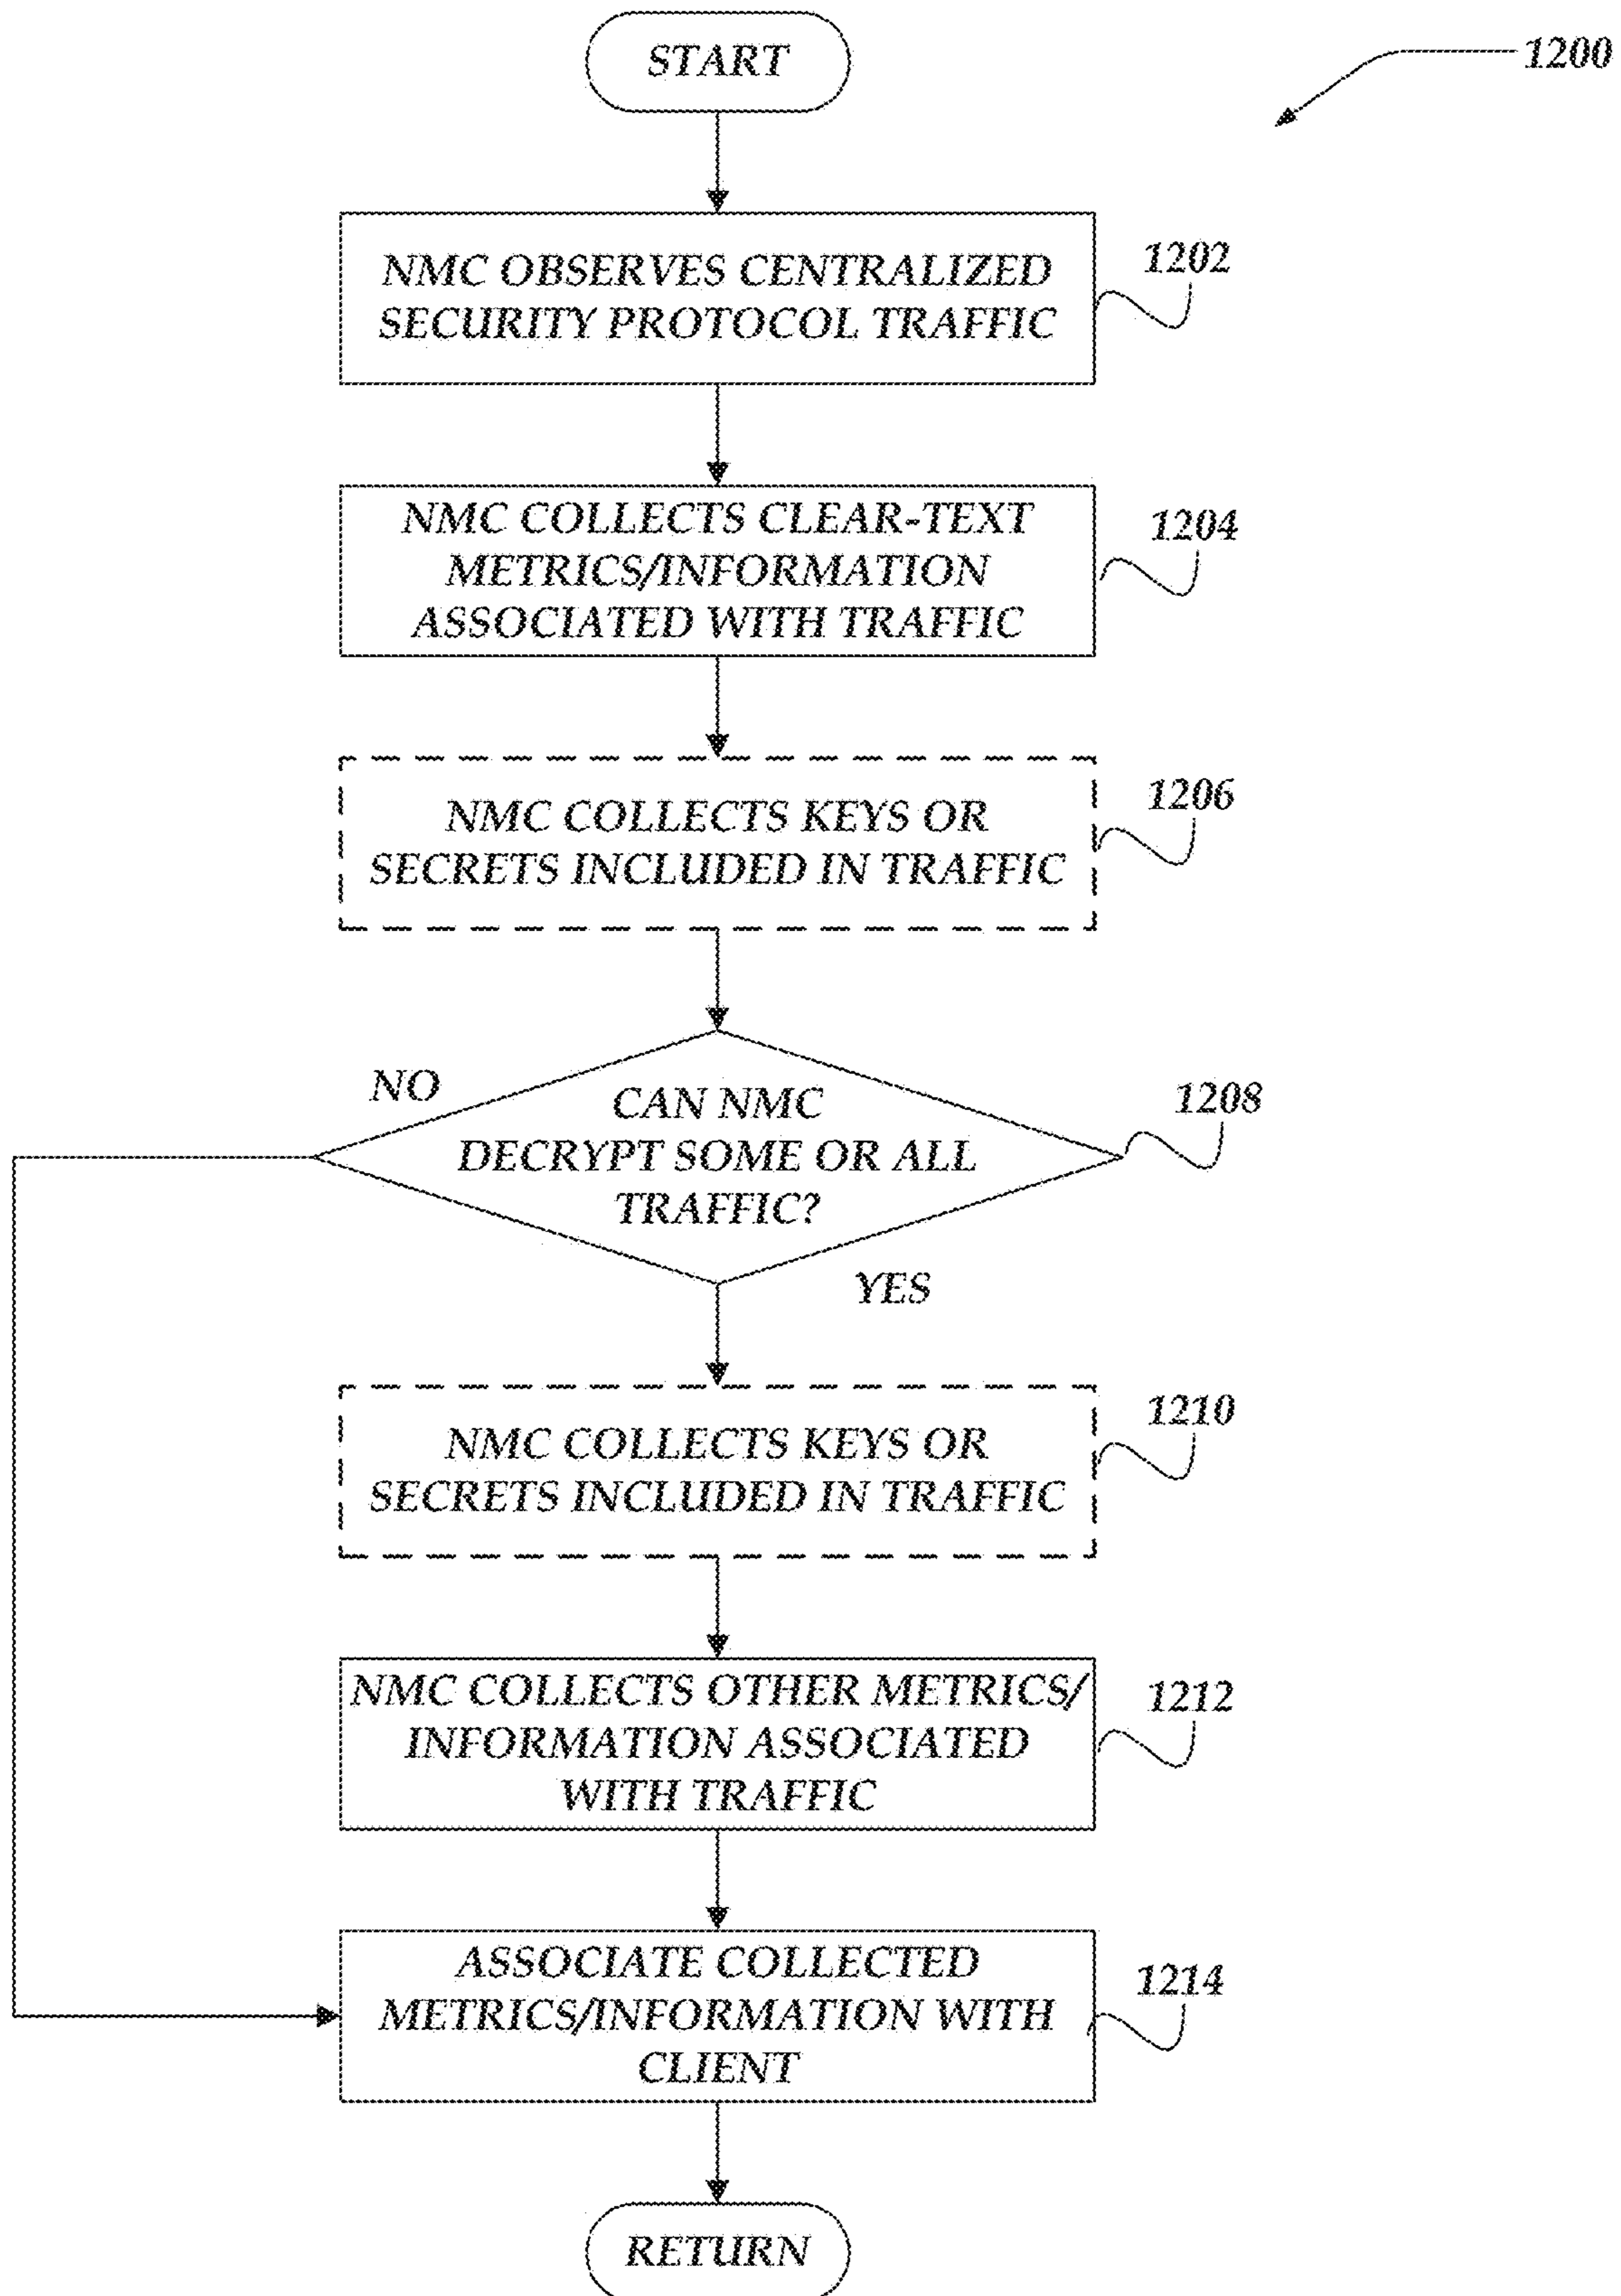 START
1200
NMC OBSERVES CENTRALIZED
SECURITY PROTOCOL TRAFFIC
1202
NMC COLLECTS CLEAR-TEXT
METRICS/INFORMATION
ASSOCIATED WITH TRAFFIC
1204
NMC COLLECTS KEYS OR
SECRETS INCLUDED IN TRAFFIC
1206
NO
CAN NMC
DECRYPT SOME OR ALL
TRAFFIC?
1208
YES
NMC COLLECTS KEYS OR
SECRETS INCLUDED IN TRAFFIC
1210
NMC COLLECTS OTHER METRICS/
INFORMATION ASSOCIATED
WITH TRAFFIC
1212
ASSOCIATE COLLECTED
METRICS/INFORMATION WITH
CLIENT
1214
RETURN